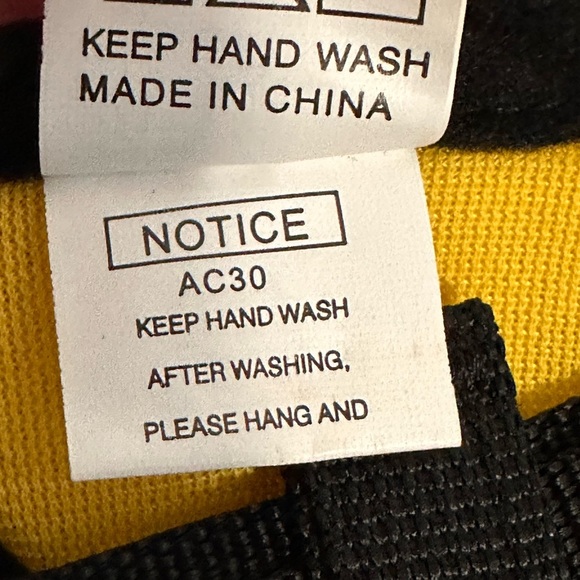 KEEP HAND WASH
MADE IN CHINA
NOTICE
AC30
KEEP HAND WASH
AFTER WASHING,
PLEASE HANG AND